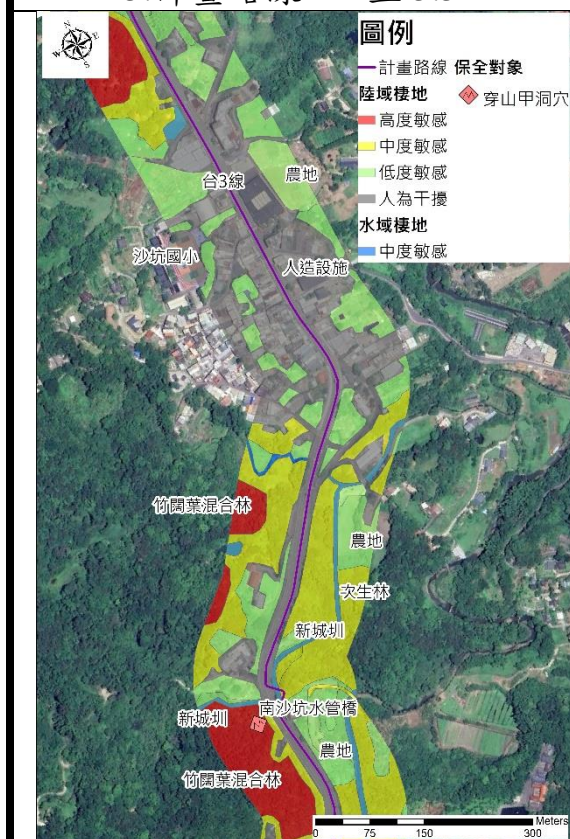 圖例
計畫路線 保全對象
陸域棲地 穿山甲洞穴
高度敏感
中度敏感
低度敏感
人為干擾
水域棲地
中度敏感
N
W
E
S
台3線
農地
沙坑國小
人造設施
竹闊葉混合林
農地
次生林
新城圳
新城圳
南沙坑水管橋
農地
竹闊葉混合林
Meters
0 75 150 300